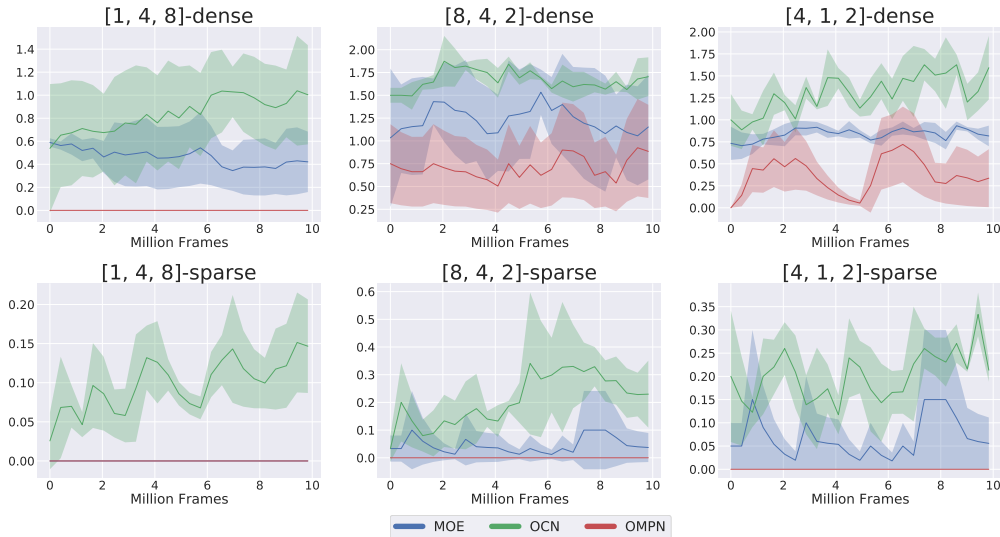 [1, 4, 8]-dense
1.4
1.2
1.0
0.8
0.6
0.4
0.2
0.0
0 2 4 6 8 10
Million Frames
[8, 4, 2]-dense
2.00
1.75
1.50
1.25
1.00
0.75
0.50
0.25
0 2 4 6 8 10
Million Frames
[4, 1, 2]-dense
2.00
1.75
1.50
1.25
1.00
0.75
0.50
0.25
0.00
0 2 4 6 8 10
Million Frames
[1, 4, 8]-sparse
0.20
0.15
0.10
0.05
0.00
0 2 4 6 8 10
Million Frames
[8, 4, 2]-sparse
0.6
0.5
0.4
0.3
0.2
0.1
0.0
0 2 4 6 8 10
Million Frames
[4, 1, 2]-sparse
0.35
0.30
0.25
0.20
0.15
0.10
0.05
0.00
0 2 4 6 8 10
Million Frames
MOE OCN OMPN